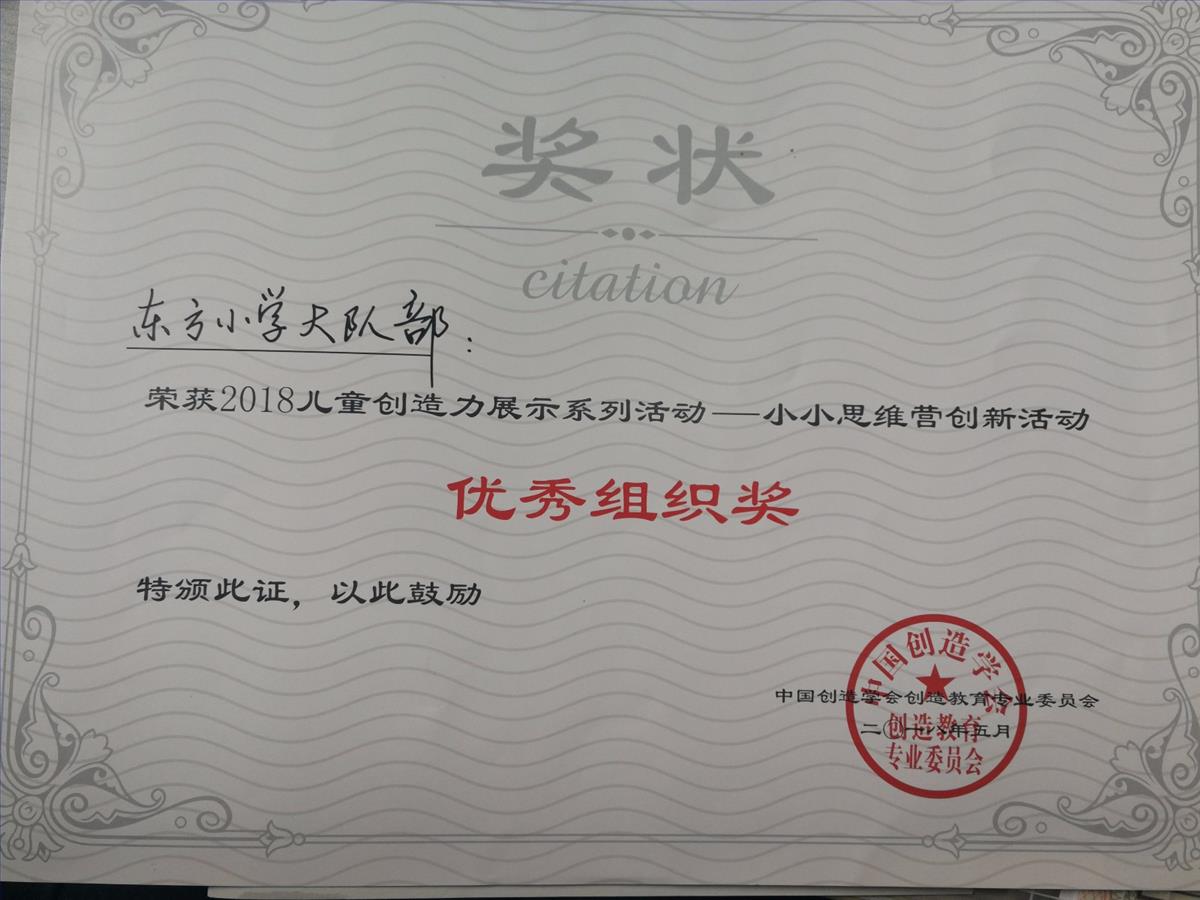 奖状
citation
东方小学大队部：
荣获2018儿童创造力展示系列活动——小小思维营创新活动
优秀组织奖
特颁此证，以此鼓励
中国创造学会创造教育专业委员会
二〇一八年五月
中国创造学会
创造教育
专业委员会